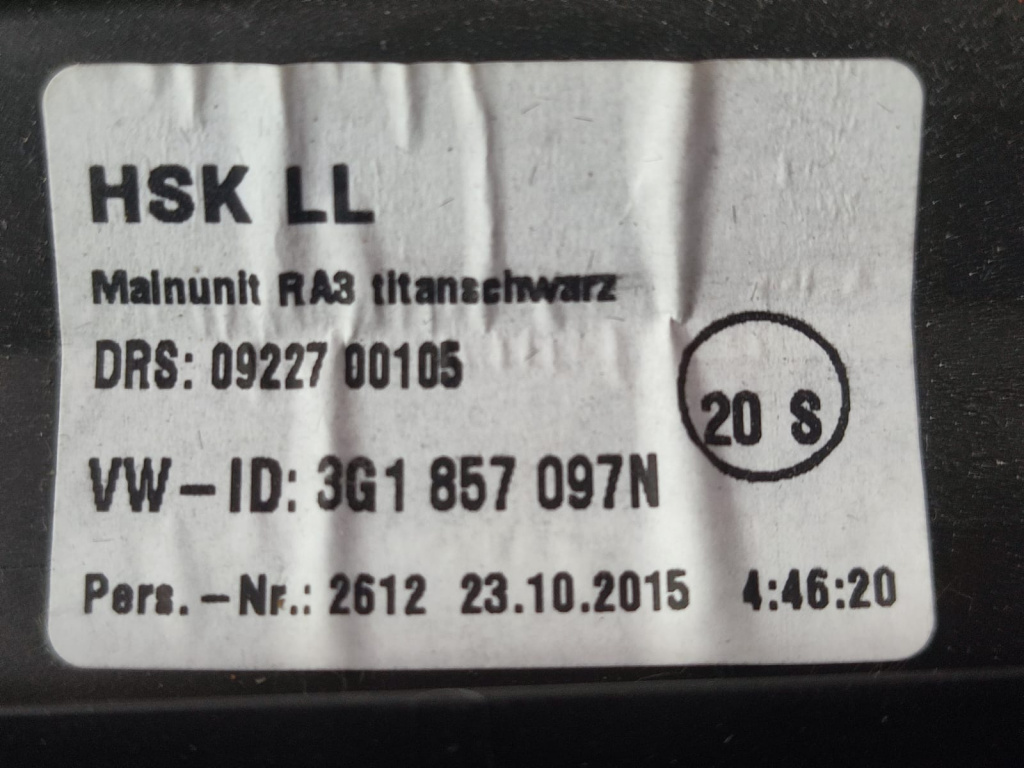 HSK LL
Mainunit RA3 titanschwarz
DRS: 09227 00105
20 S
VW-ID: 3G1 857 097N
Pers.-Nr.: 2612 23.10.2015 4:46:20